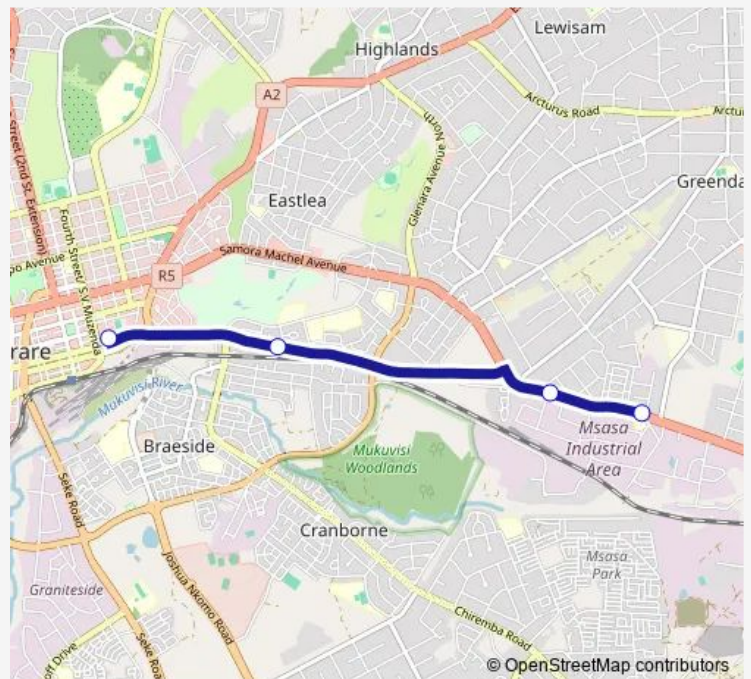 Lewisam
Highlands
A2
Arcturus Road
Glenara Avenue North
Greenda
Street (2nd St. Extension)
Eastlea
Samora Machel Avenue
R5
Fourth Street/ S.V. Muzenda
po Avenue
rare
Mukuvisi River
Braeside
Mukuvisi
Woodlands
Msasa
Industrial
Area
Seke Road
Cranborne
Msasa
Park
Graniteside
Joshua Nkomo Road
Chiremba Road
off Drive
Seke Roa
© OpenStreetMap contributors